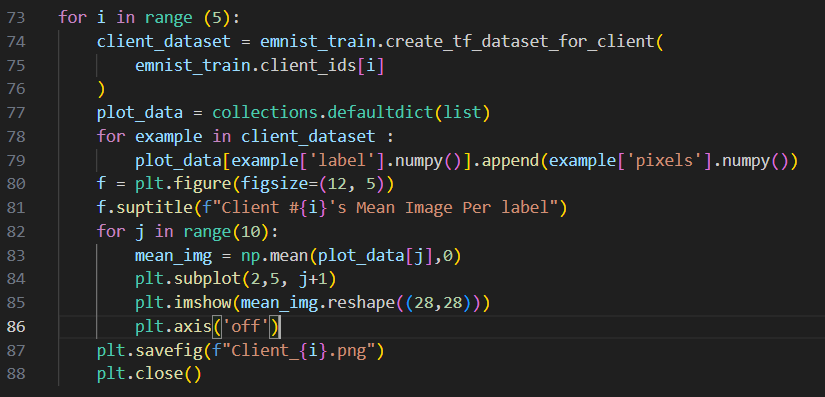 73 for i in range (5):
74     client_dataset = emnist_train.create_tf_dataset_for_client(
75         emnist_train.client_ids[i]
76     )
77     plot_data = collections.defaultdict(list)
78     for example in client_dataset :
79         plot_data[example['label'].numpy()].append(example['pixels'].numpy())
80     f = plt.figure(figsize=(12, 5))
81     f.suptitle(f"Client #{i}'s Mean Image Per label")
82     for j in range(10):
83         mean_img = np.mean(plot_data[j],0)
84         plt.subplot(2,5, j+1)
85         plt.imshow(mean_img.reshape((28,28)))
86         plt.axis('off')
87     plt.savefig(f"Client_{i}.png")
88     plt.close()